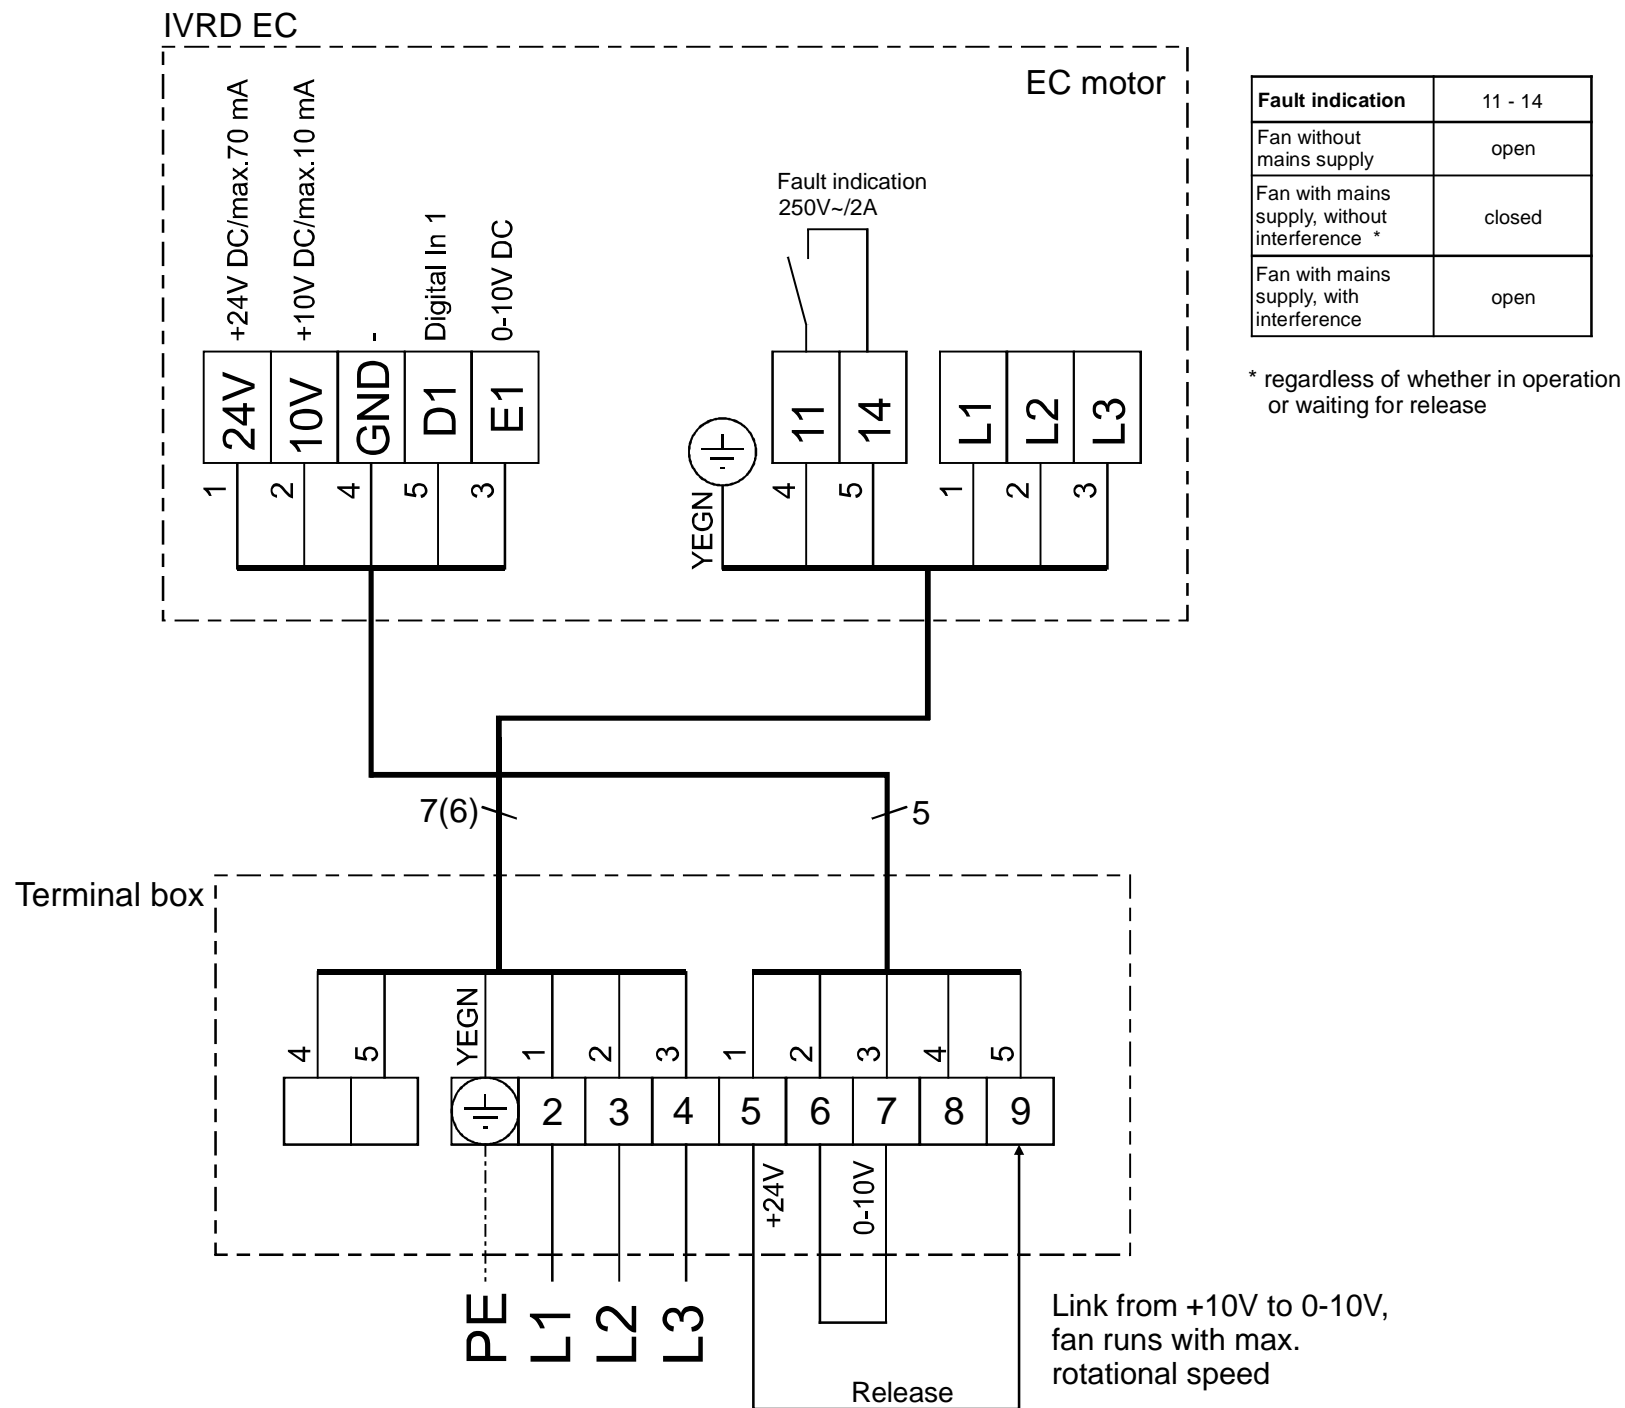 IVRD EC
EC motor
+24V DC/max.70 mA
+10V DC/max.10 mA
-
Digital In 1
0-10V DC
Fault indication
250V~/2A
24V 10V GND D1 E1
11 14
L1 L2 L3
1 2 4 5 3
YEGN
4 5
1 2 3
Fault indication 11 - 14
Fan without
mains supply
open
Fan with mains
supply, without
interference *
closed
Fan with mains
supply, with
interference
open
* regardless of whether in operation
or waiting for release
7(6)
5
Terminal box
4 5 YEGN 1 2 3 1 2 3 4 5
2 3 4 5 6 7 8 9
+24V
0-10V
PE L1 L2 L3
Link from +10V to 0-10V,
fan runs with max.
rotational speed
Release